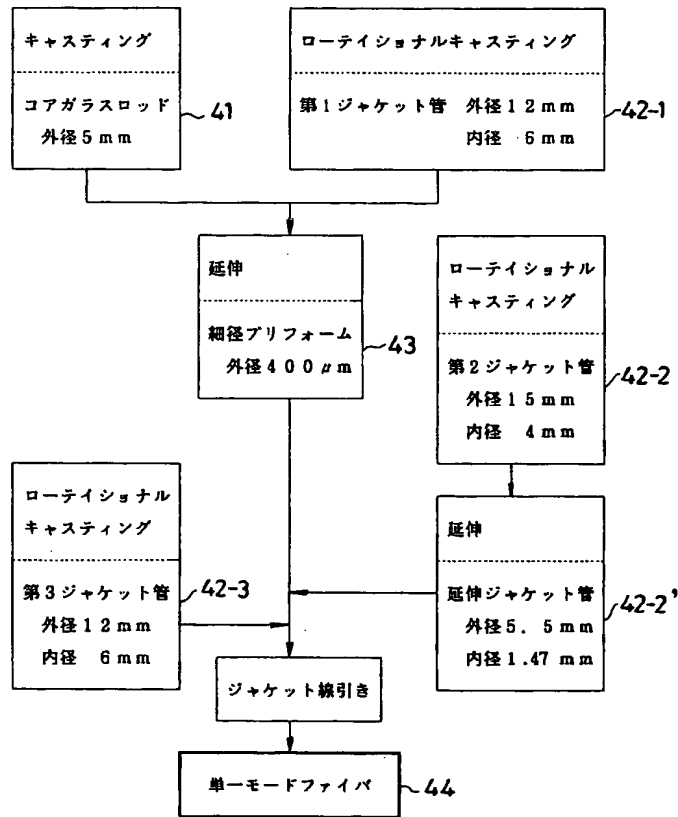 キャスティング
コアガラスロッド
外径5mm
41
ローテイショナルキャスティング
第1ジャケット管 外径12mm
内径 6mm
42-1
延伸
細径プリフォーム
外径400μm
43
ローテイショナル
キャスティング
第2ジャケット管
外径15mm
内径 4mm
42-2
ローテイショナル
キャスティング
第3ジャケット管
外径12mm
内径 6mm
42-3
延伸
延伸ジャケット管
外径5.5mm
内径1.47mm
42-2'
ジャケット線引き
単一モードファイバ
44